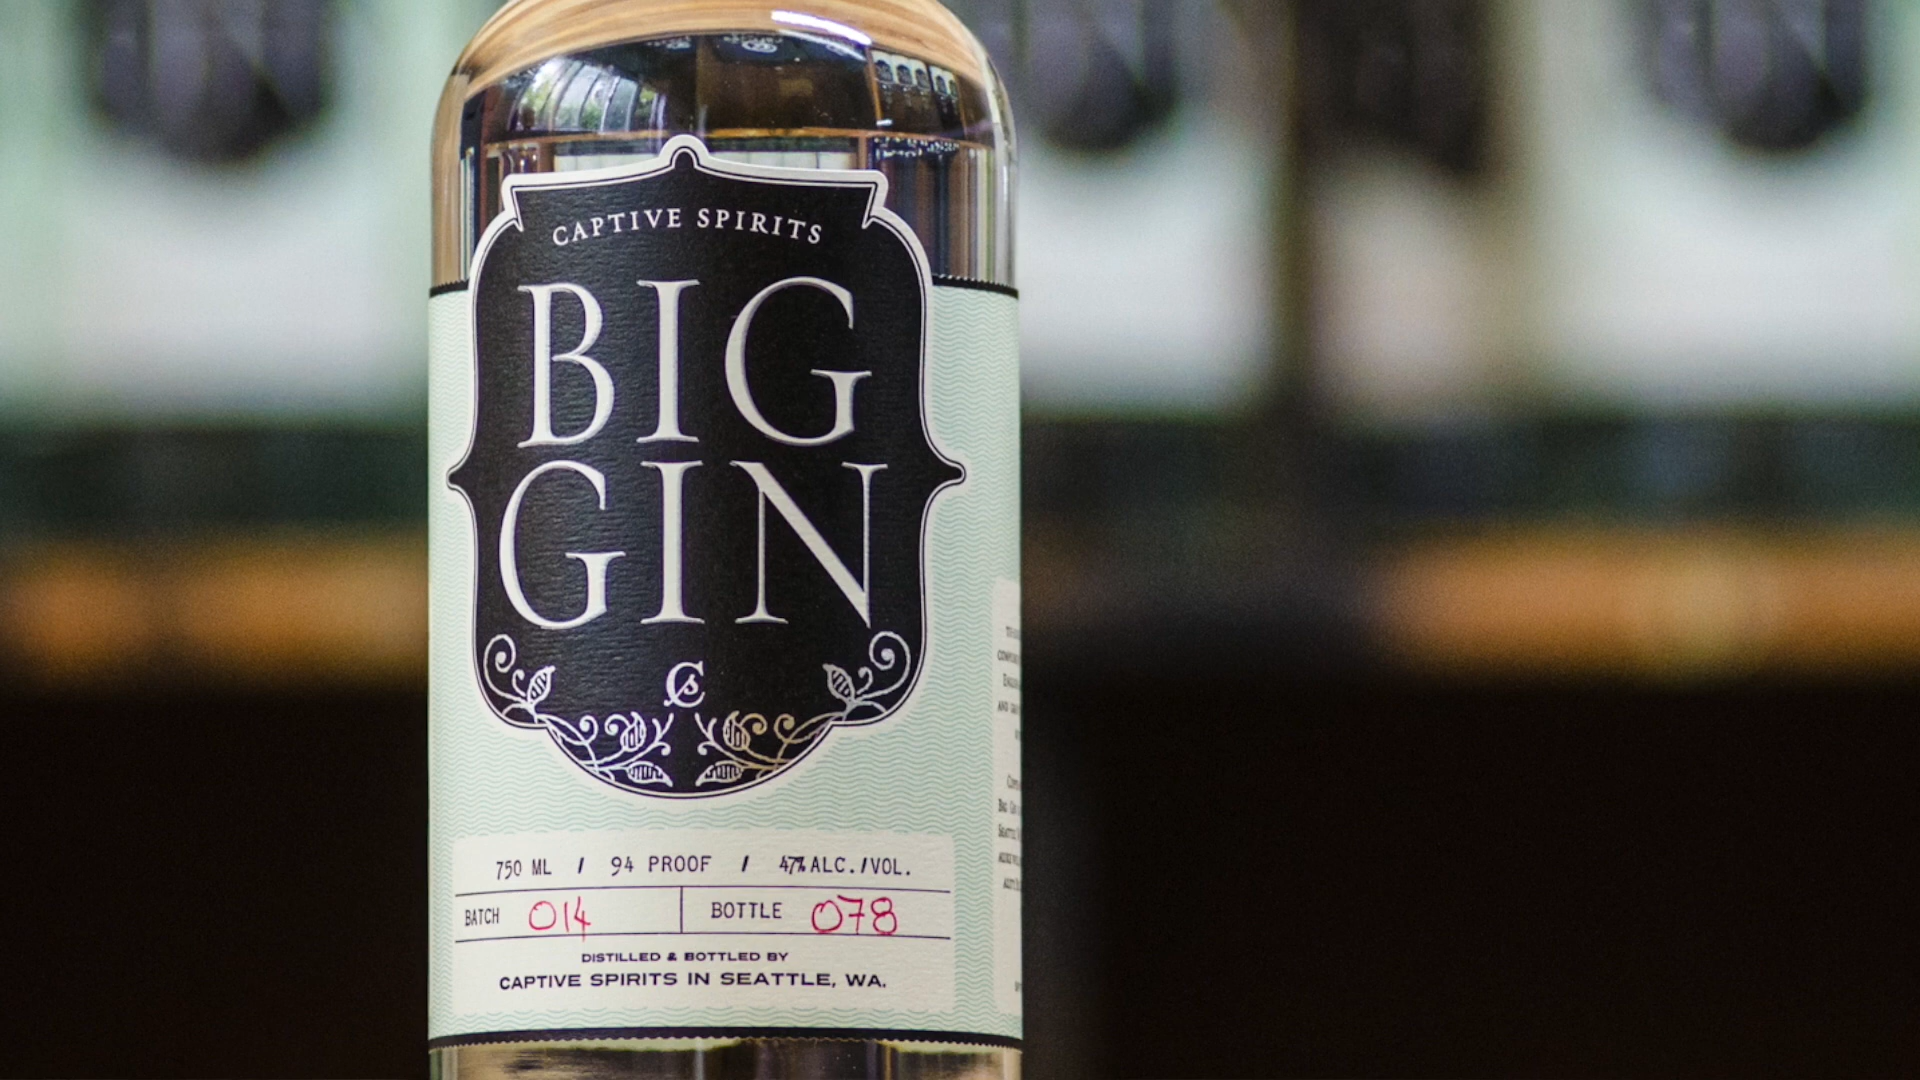 CAPTIVE SPIRITS
BIG
GIN
CS
750 ML / 94 PROOF / 47% ALC./VOL.
BATCH 014 BOTTLE 078
DISTILLED & BOTTLED BY
CAPTIVE SPIRITS IN SEATTLE, WA.